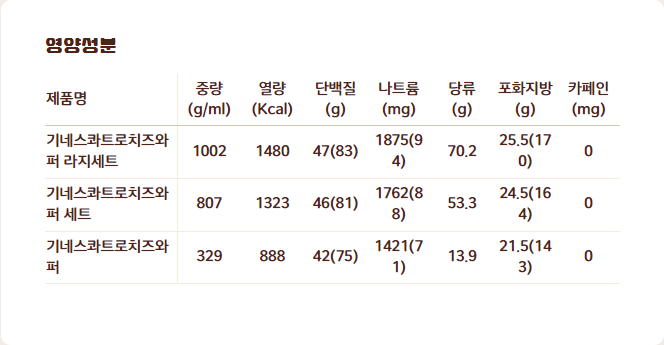 영양성분
제품명 중량 (g/ml) 열량 (Kcal) 단백질 (g) 나트륨 (mg) 당류 (g) 포화지방 (g) 카페인 (mg)
기네스콰트로치즈와퍼 라지세트 1002 1480 47(83) 1875(94) 70.2 25.5(170) 0
기네스콰트로치즈와퍼 세트 807 1323 46(81) 1762(88) 53.3 24.5(164) 0
기네스콰트로치즈와퍼 329 888 42(75) 1421(71) 13.9 21.5(143) 0